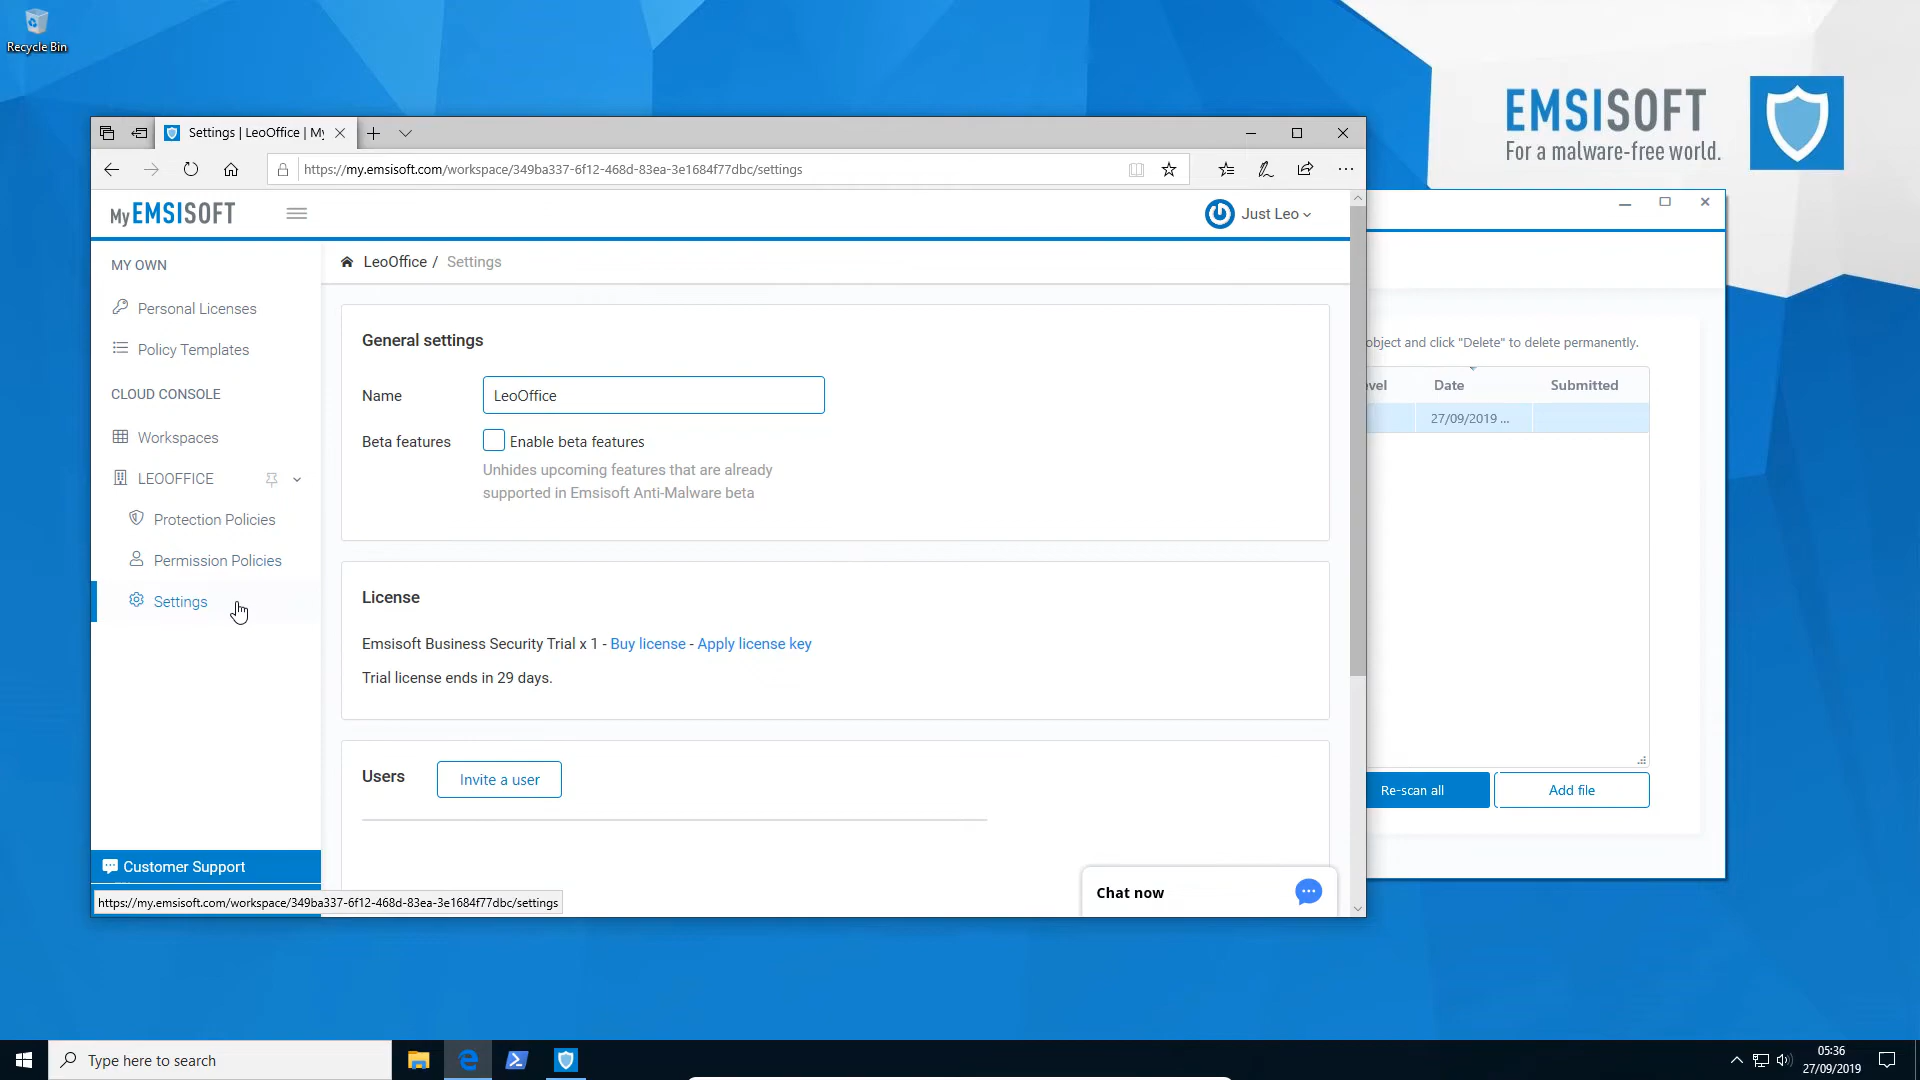 Recycle Bin
EMSISOFT
For a malware-free world.
Settings | LeoOffice | My
https://my.emsisoft.com/workspace/349ba337-6f12-468d-83ea-3e1684f77dbc/settings
My EMSISOFT
Just Leo
MY OWN
Personal Licenses
Policy Templates
CLOUD CONSOLE
Workspaces
LEOOFFICE
Protection Policies
Permission Policies
Settings
Customer Support
https://my.emsisoft.com/workspace/349ba337-6f12-468d-83ea-3e1684f77dbc/settings
LeoOffice / Settings
General settings
Name LeoOffice
Beta features Enable beta features
Unhides upcoming features that are already
supported in Emsisoft Anti-Malware beta
License
Emsisoft Business Security Trial x 1 - Buy license - Apply license key
Trial license ends in 29 days.
Users Invite a user
Chat now
object and click "Delete" to delete permanently.
Date Submitted
27/09/2019 ...
Re-scan all Add file
Type here to search
05:36
27/09/2019